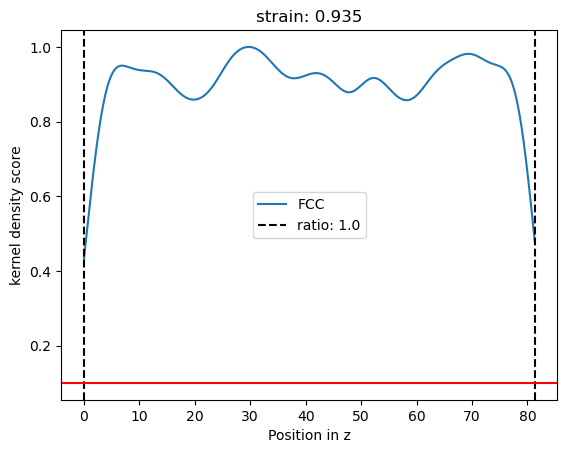 strain: 0.935
kernel density score
1.0
0.8
0.6
0.4
0.2
FCC
ratio: 1.0
0 10 20 30 40 50 60 70 80
Position in z